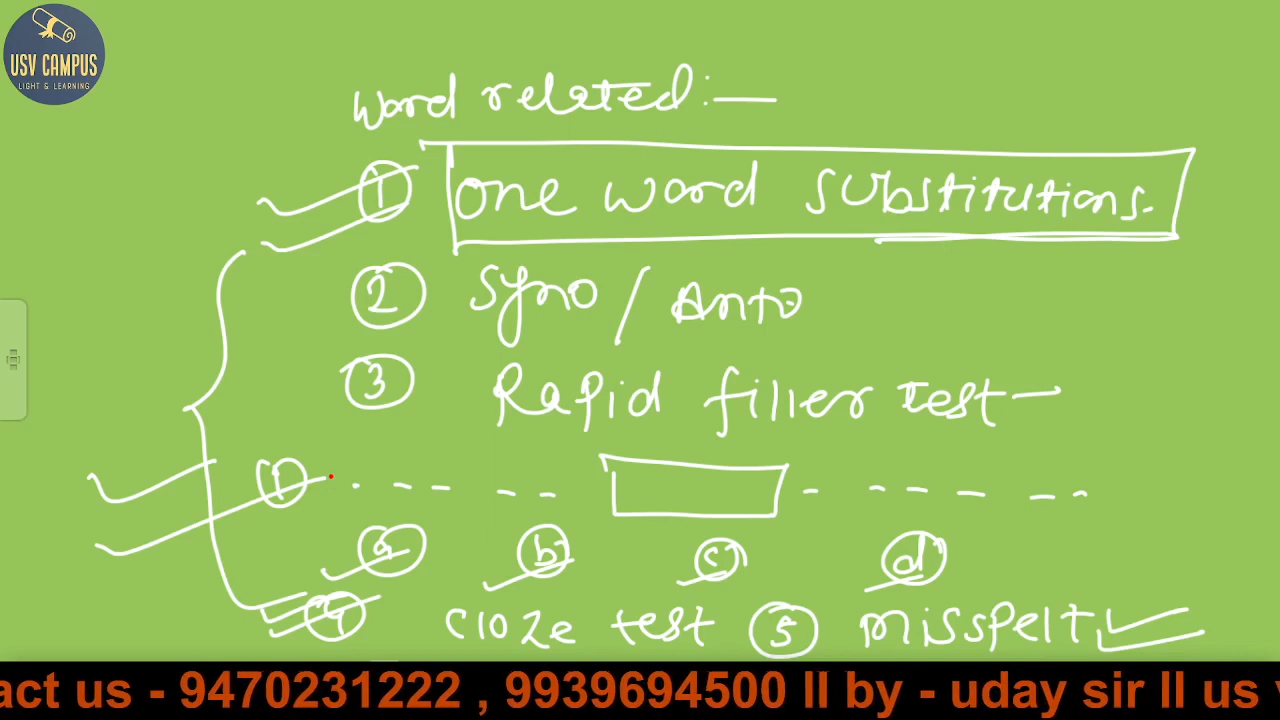 USV CAMPUS
LIGHT & LEARNING
Word related:—
① one word substitutions.
② Syno / Anto
③ Rapid filler test—
①
ⓐ ⓑ ⓒ ⓓ
④ cloze test ⑤ misspelt
act us - 9470231222 , 9939694500 ll by - uday sir ll us